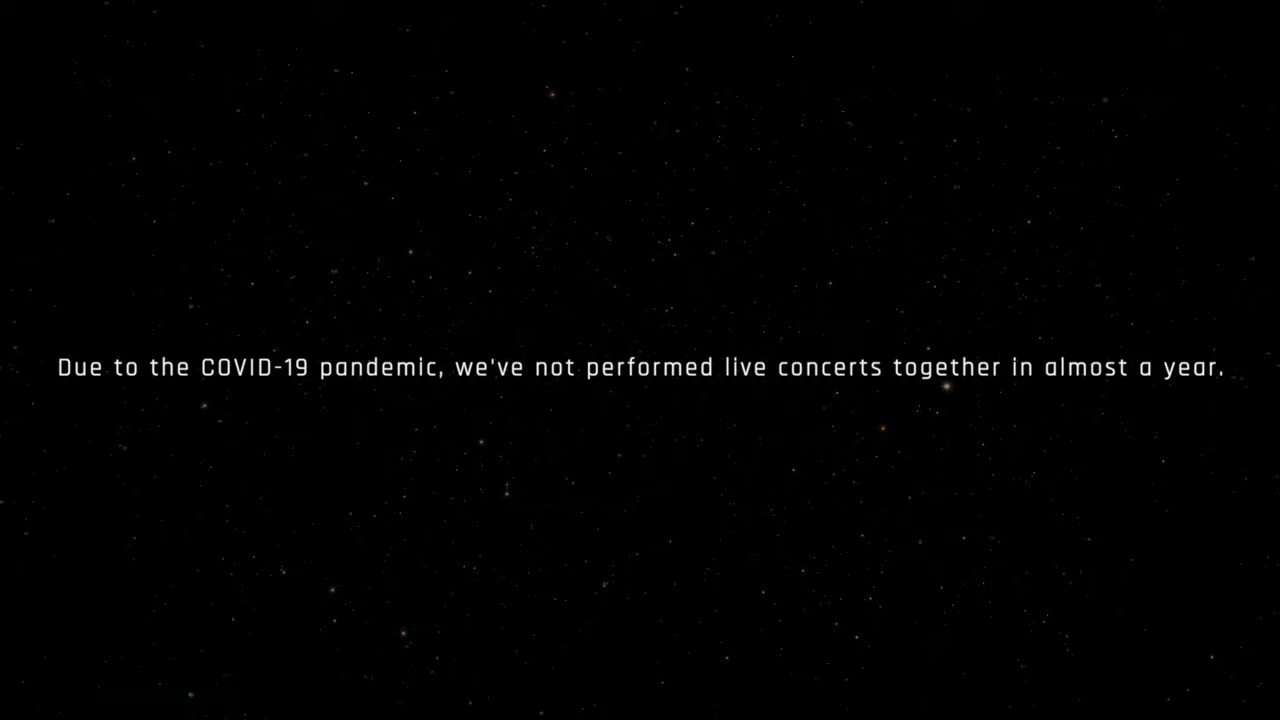 Due to the COVID-19 pandemic, we've not performed live concerts together in almost a year.